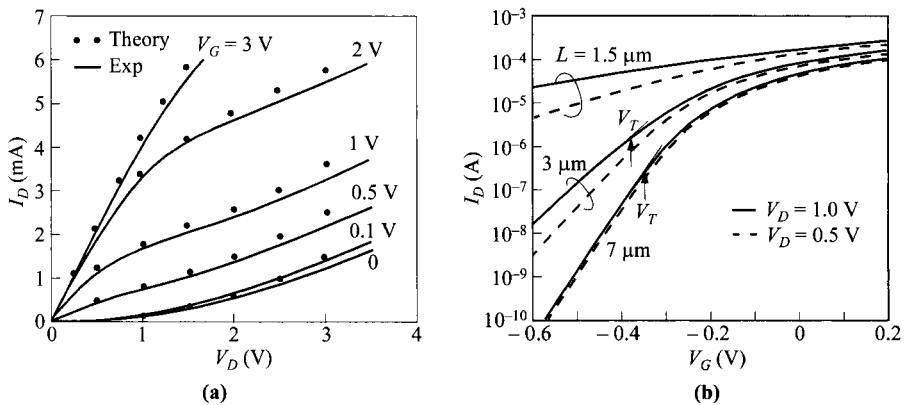 6
5
4
3
2
1
0
I_D (mA)
• • Theory
— Exp
V_G = 3 V
2 V
1 V
0.5 V
0.1 V
0
0 1 2 3 4
V_D (V)
(a)
10⁻³
10⁻⁴
10⁻⁵
10⁻⁶
10⁻⁷
10⁻⁸
10⁻⁹
10⁻¹⁰
I_D (A)
L = 1.5 μm
V_T
3 μm
V_T
7 μm
V_D = 1.0 V
V_D = 0.5 V
−0.6 −0.4 −0.2 0 0.2
V_G (V)
(b)